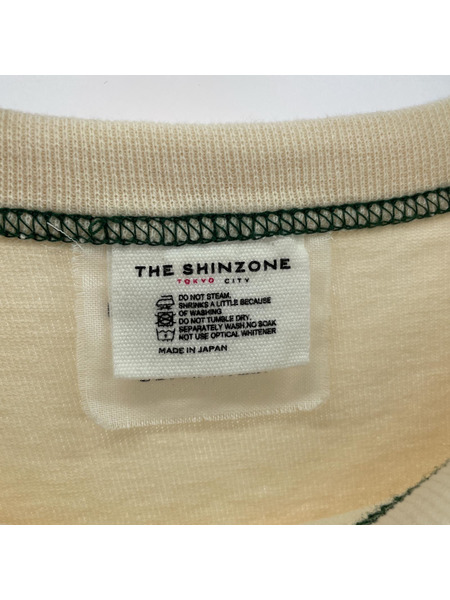 THE SHINZONE
TOKYO CITY
DO NOT STEAM.
SHRINKS A LITTLE BECAUSE
OF WASHING
DO NOT TUMBLE DRY.
SEPARATELY WASH,NO SOAK
NOT USE OPTICAL WHITENER
MADE IN JAPAN